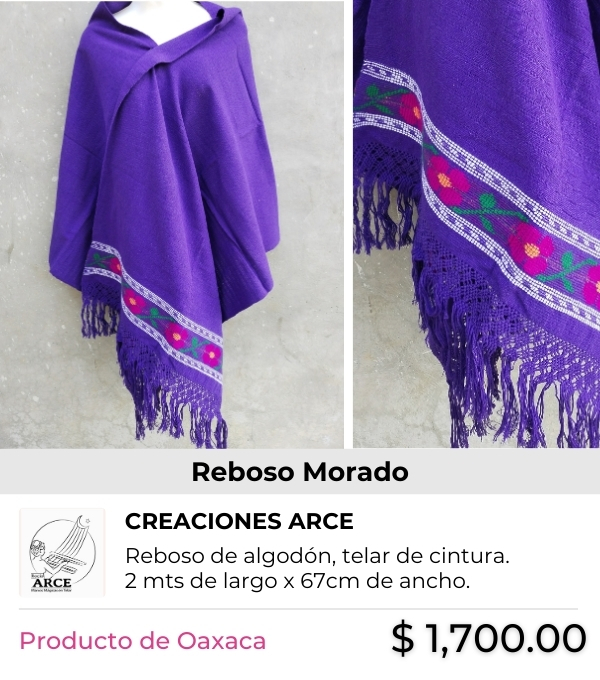 Reboso Morado
CREACIONES ARCE
Reboso de algodón, telar de cintura.
2 mts de largo x 67cm de ancho.
ARCE
Producto de Oaxaca
$ 1,700.00